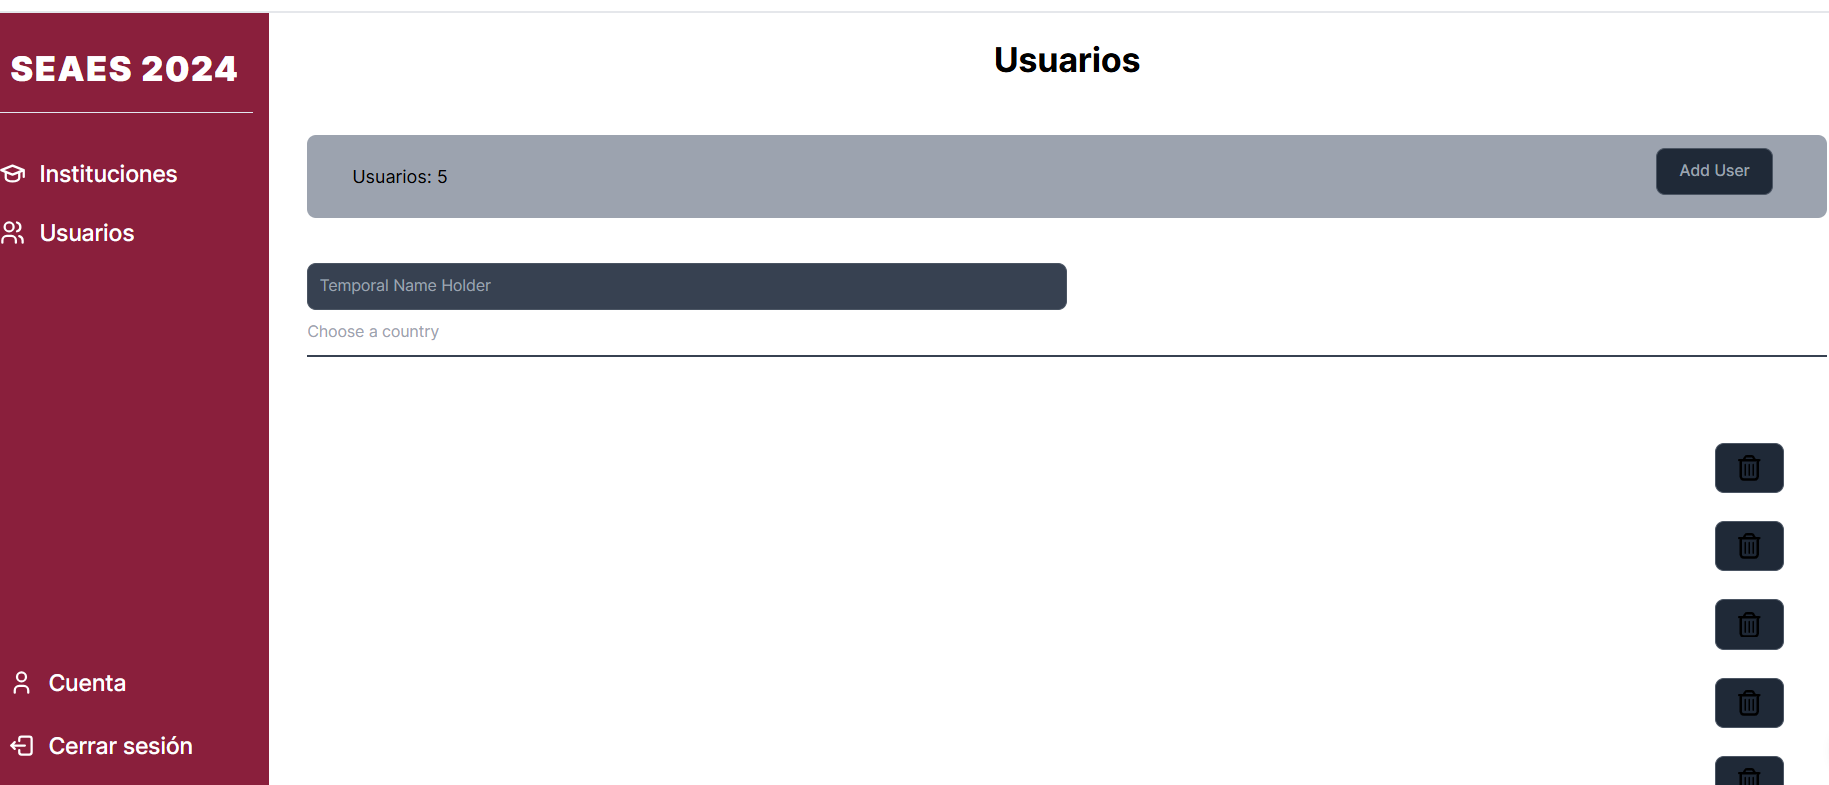 SEAES 2024
Instituciones
Usuarios
Cuenta
Cerrar sesión
Usuarios
Usuarios: 5
Add User
Temporal Name Holder
Choose a country